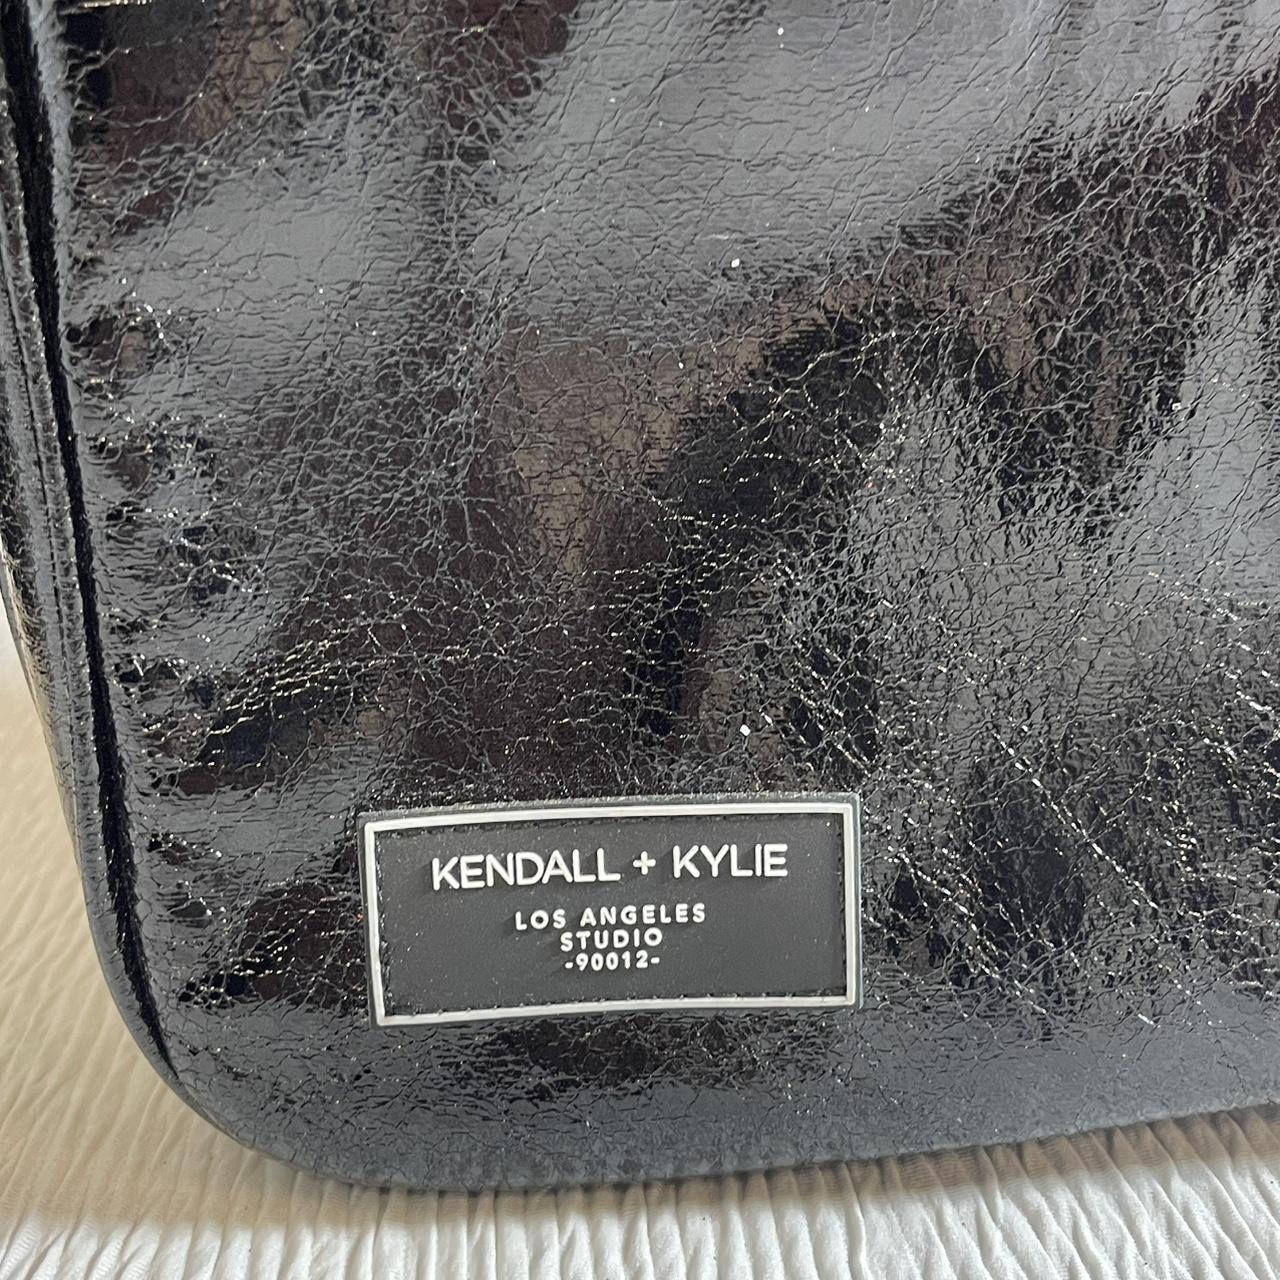 KENDALL + KYLIE
LOS ANGELES
STUDIO
-90012-